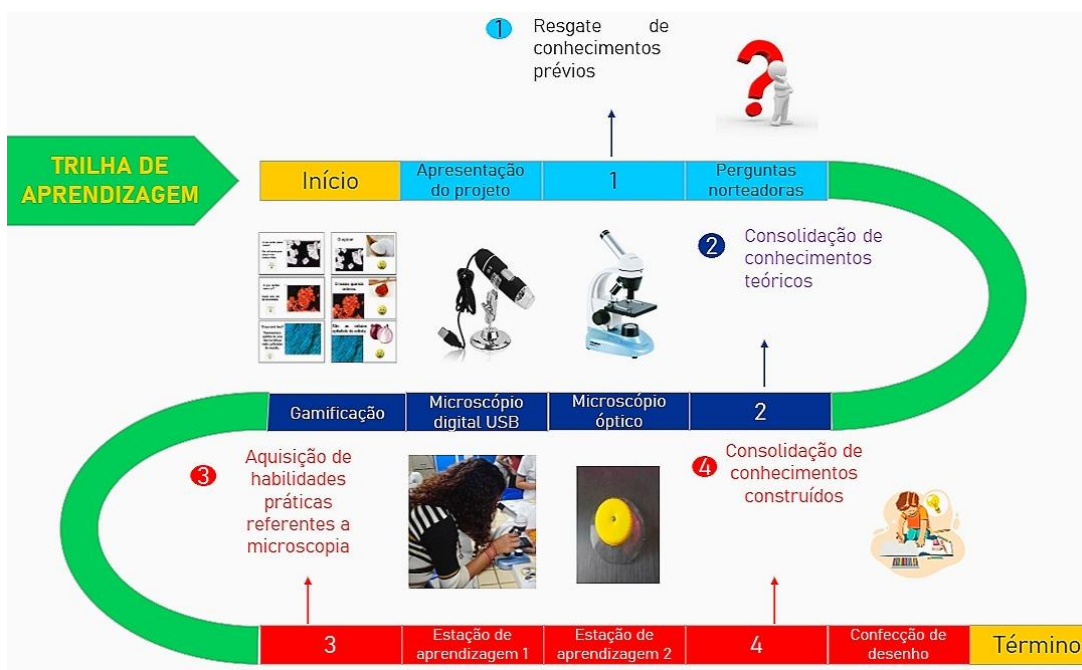 1 Resgate de
conhecimentos
prévios
TRILHA DE
APRENDIZAGEM
Início
Apresentação
do projeto
1
Perguntas
norteadoras
2 Consolidação de
conhecimentos
teóricos
Gamificação
Microscópio
digital USB
Microscópio
óptico
2
3 Aquisição de
habilidades
práticas
referentes a
microscopia
4 Consolidação de
conhecimentos
construídos
3
Estação de
aprendizagem 1
Estação de
aprendizagem 2
4
Confecção de
desenho
Término